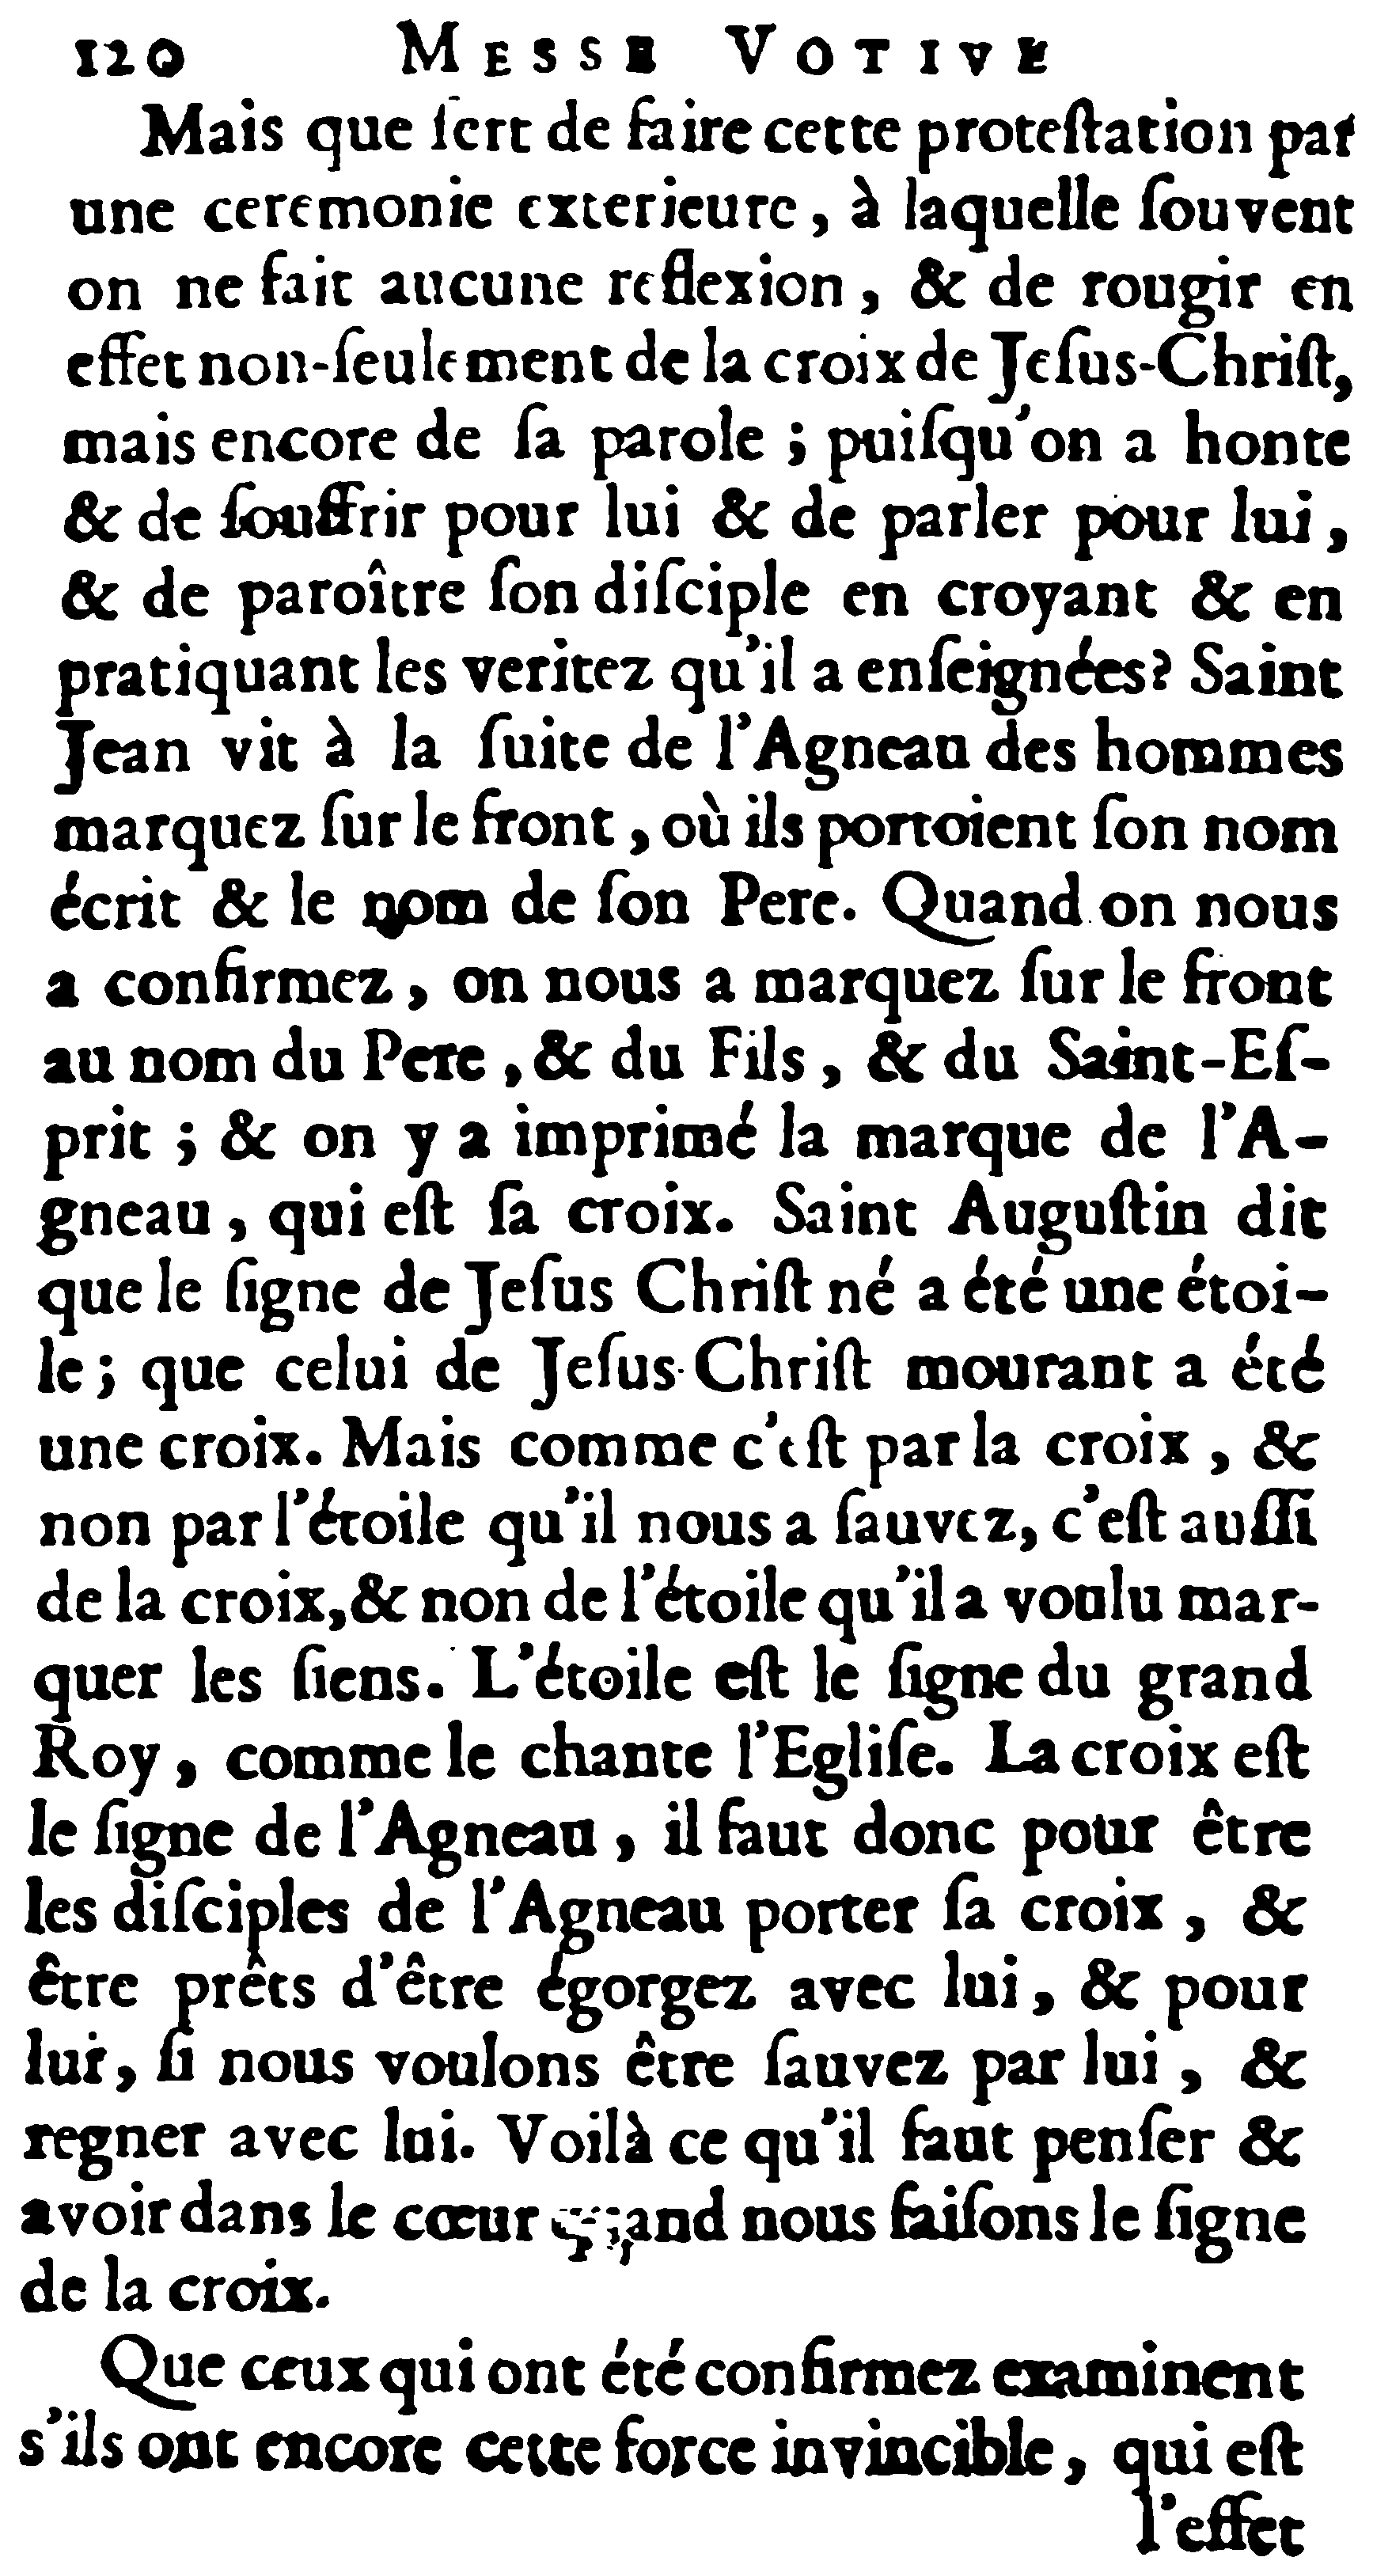 120 MESSE VOTIVE
Mais que ſert de faire cette proteſtation par
une ceremonie exterieure, à laquelle ſouvent
on ne fait aucune reflexion, & de rougir en
effet non-ſeulement de la croix de Jeſus-Chriſt,
mais encore de ſa parole ; puiſqu'on a honte
& de ſouffrir pour lui & de parler pour lui,
& de paroître ſon diſciple en croyant & en
pratiquant les veritez qu'il a enſeignées? Saint
Jean vit à la ſuite de l'Agneau des hommes
marquez ſur le front, où ils portoient ſon nom
écrit & le nom de ſon Pere. Quand on nous
a confirmez, on nous a marquez ſur le front
au nom du Pere, & du Fils, & du Saint-Eſ-
prit ; & on y a imprimé la marque de l'A-
gneau, qui eſt ſa croix. Saint Auguſtin dit
que le ſigne de Jeſus Chriſt né a été une étoi-
le; que celui de Jeſus-Chriſt mourant a été
une croix. Mais comme c'eſt par la croix, &
non par l'étoile qu'il nous a ſauvez, c'eſt auſſi
de la croix, & non de l'étoile qu'il a voulu mar-
quer les ſiens. L'étoile eſt le ſigne du grand
Roy, comme le chante l'Egliſe. La croix eſt
le ſigne de l'Agneau, il faut donc pour être
les diſciples de l'Agneau porter ſa croix, &
être prêts d'être égorgez avec lui, & pour
lui, ſi nous voulons être ſauvez par lui, &
regner avec lui. Voilà ce qu'il faut penſer &
avoir dans le cœur quand nous faiſons le ſigne
de la croix.
Que ceux qui ont été confirmez examinent
s'ils ont encore cette force invincible, qui eſt
l'effet